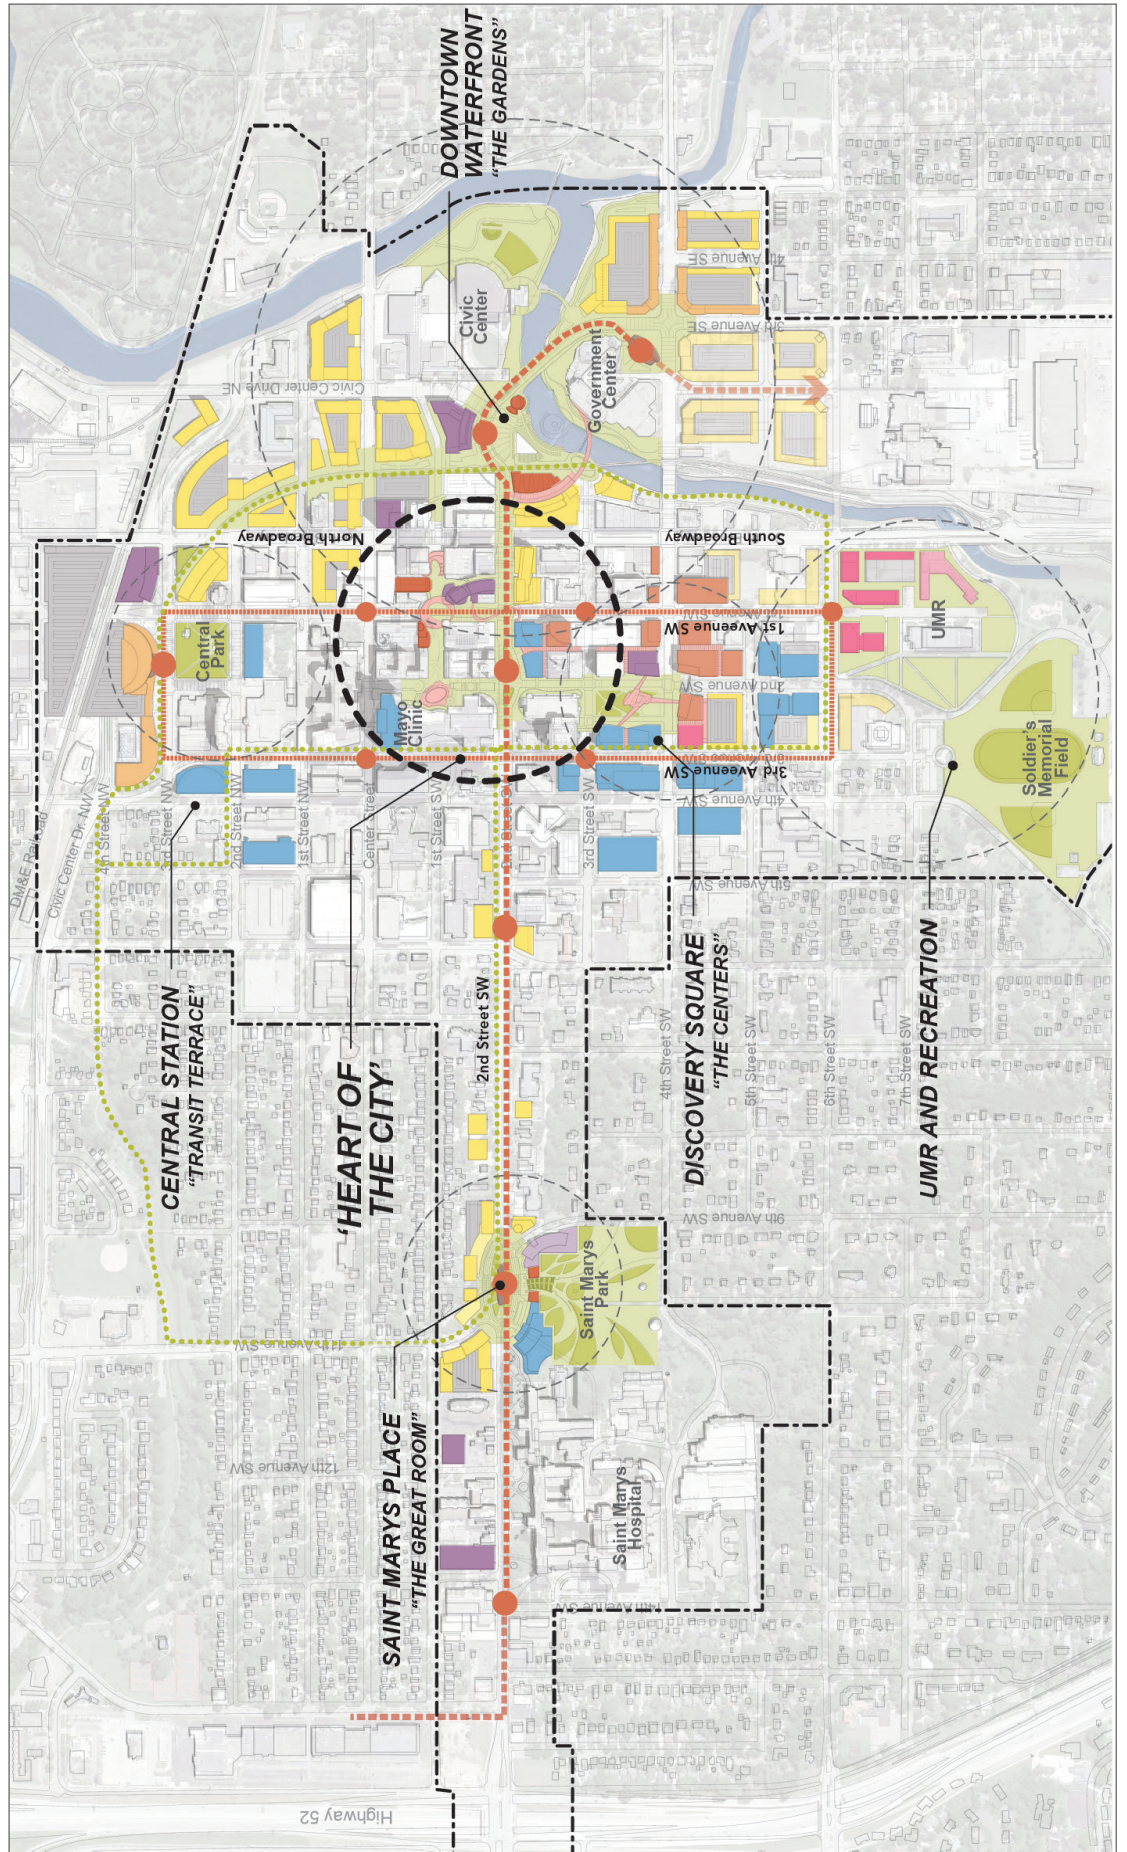 DOWNTOWN
WATERFRONT
"THE GARDENS"
Civic
Center
Government
Center
4th Avenue SE
3rd Avenue SE
Civic Center Drive NE
North Broadway
South Broadway
Central
Park
Mayo
Clinic
UMR
1st Aveenue SW
2nd Avenue
SW
3rd Aveenue SW
4th Avenue
SW
5th Avenue
SW
Soldier's
Memorial
Field
DM&E Railroad
Civic Center Dr. NW
4th Street NW
3rd Street NW
2nd Street NW
1st Street NW
Center Street
1st Street SW
3rd Street SW
CENTRAL STATION
"TRANSIT TERRACE"
'HEART OF
THE CITY'
2nd Street SW
DISCOVERY SQUARE
"THE CENTERS"
UMR AND RECREATION
4th Street SW
5th Street
SW
6th Street
SW
7th Street SW
9th Avenue SW
Saint Marys
Park
11th Avenue SW
SAINT MARYS PLACE
"THE GREAT ROOM"
12th Avenue SW
Saint Marys
Hospital
14th Avenue SW
Highway 52